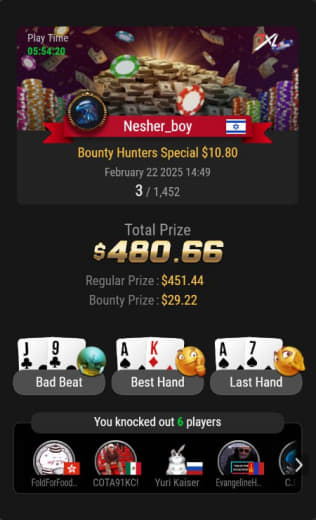 Play Time
05:54:20
Nesher_boy
Bounty Hunters Special $10.80
February 22 2025 14:49
3 / 1,452
Total Prize
$480.66
Regular Prize : $451.44
Bounty Prize : $29.22
J 9 A K A 7
Bad Beat Best Hand Last Hand
You knocked out 6 players
FoldForFood.. COTA91KC! Yuri Kaiser EvangelineH..